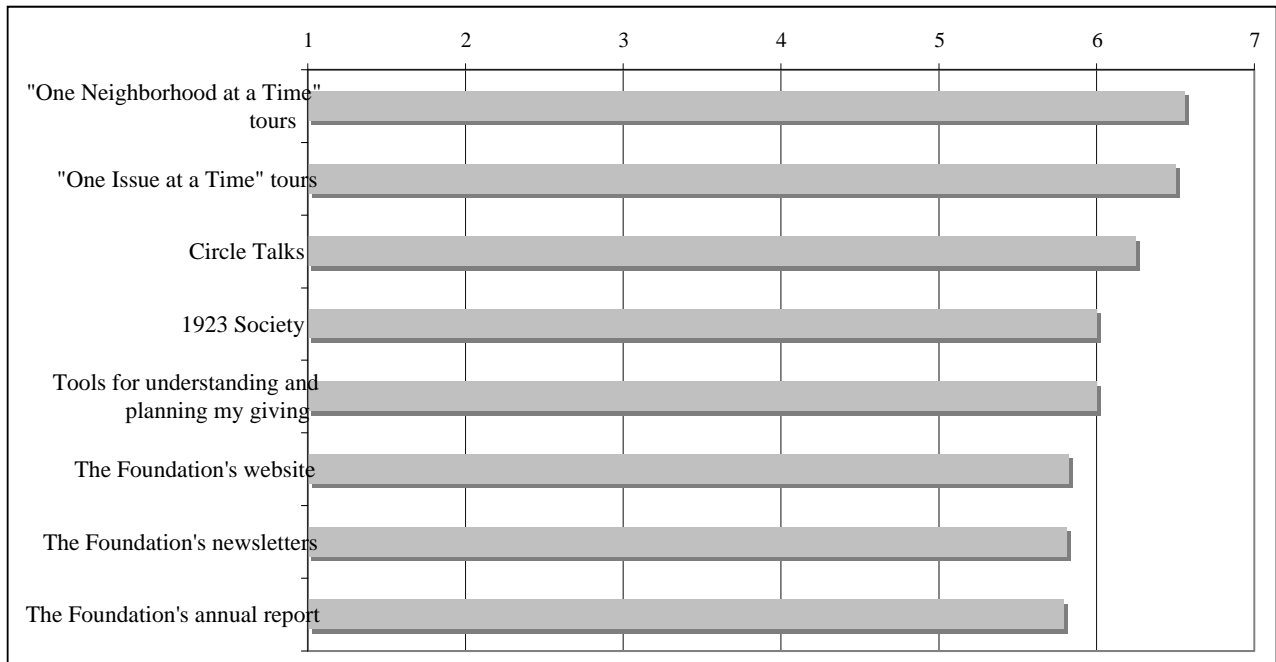 1 2 3 4 5 6 7
"One Neighborhood at a Time"
tours
"One Issue at a Time" tours
Circle Talks
1923 Society
Tools for understanding and
planning my giving
The Foundation's website
The Foundation's newsletters
The Foundation's annual report